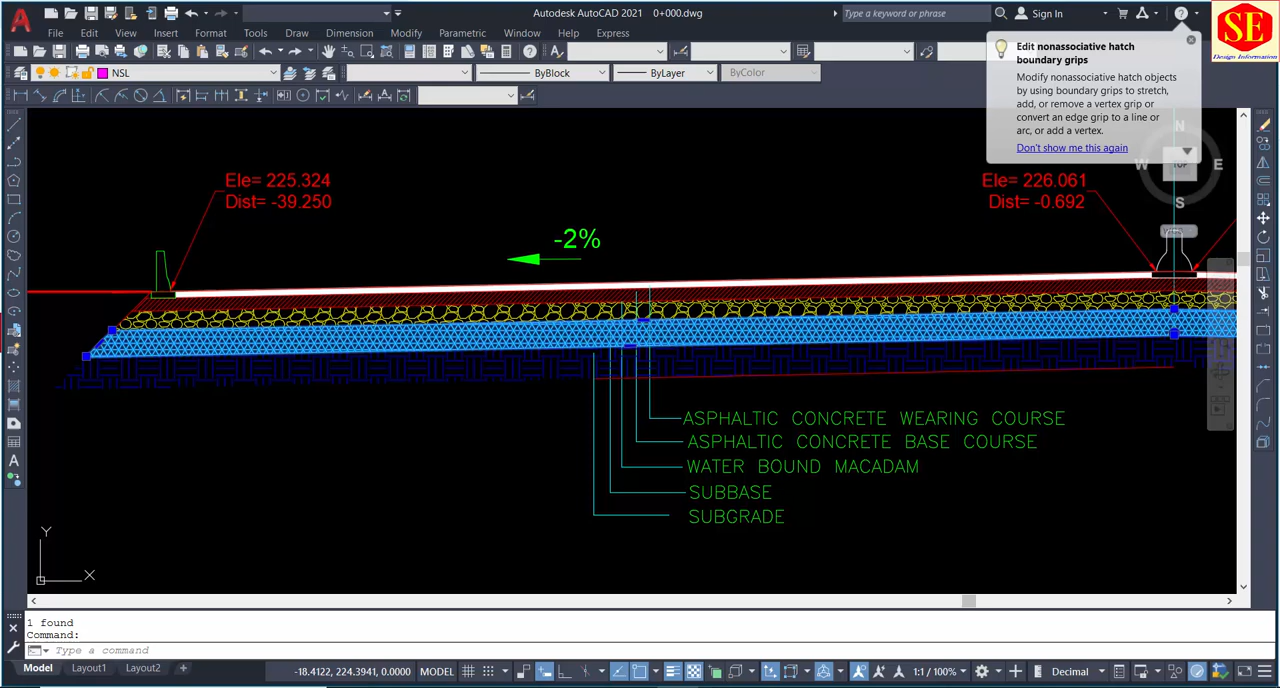 Autodesk AutoCAD 2021 0+000.dwg
Type a keyword or phrase
Sign In
SE
Design Information
File Edit View Insert Format Tools Draw Dimension Modify Parametric Window Help Express
NSL
ByBlock
ByLayer
ByColor
Edit nonassociative hatch
boundary grips
Modify nonassociative hatch objects
by using boundary grips to stretch,
add, or remove a vertex grip or
convert an edge grip to a line or
arc, or add a vertex.
Don't show me this again
N
W TOP E
S
Ele= 225.324
Dist= -39.250
Ele= 226.061
Dist= -0.692
-2%
ASPHALTIC CONCRETE WEARING COURSE
ASPHALTIC CONCRETE BASE COURSE
WATER BOUND MACADAM
SUBBASE
SUBGRADE
Y
X
1 found
Command:
Type a command
Model Layout1 Layout2 +
-18.4122, 224.3941, 0.0000 MODEL
1:1 / 100%
Decimal